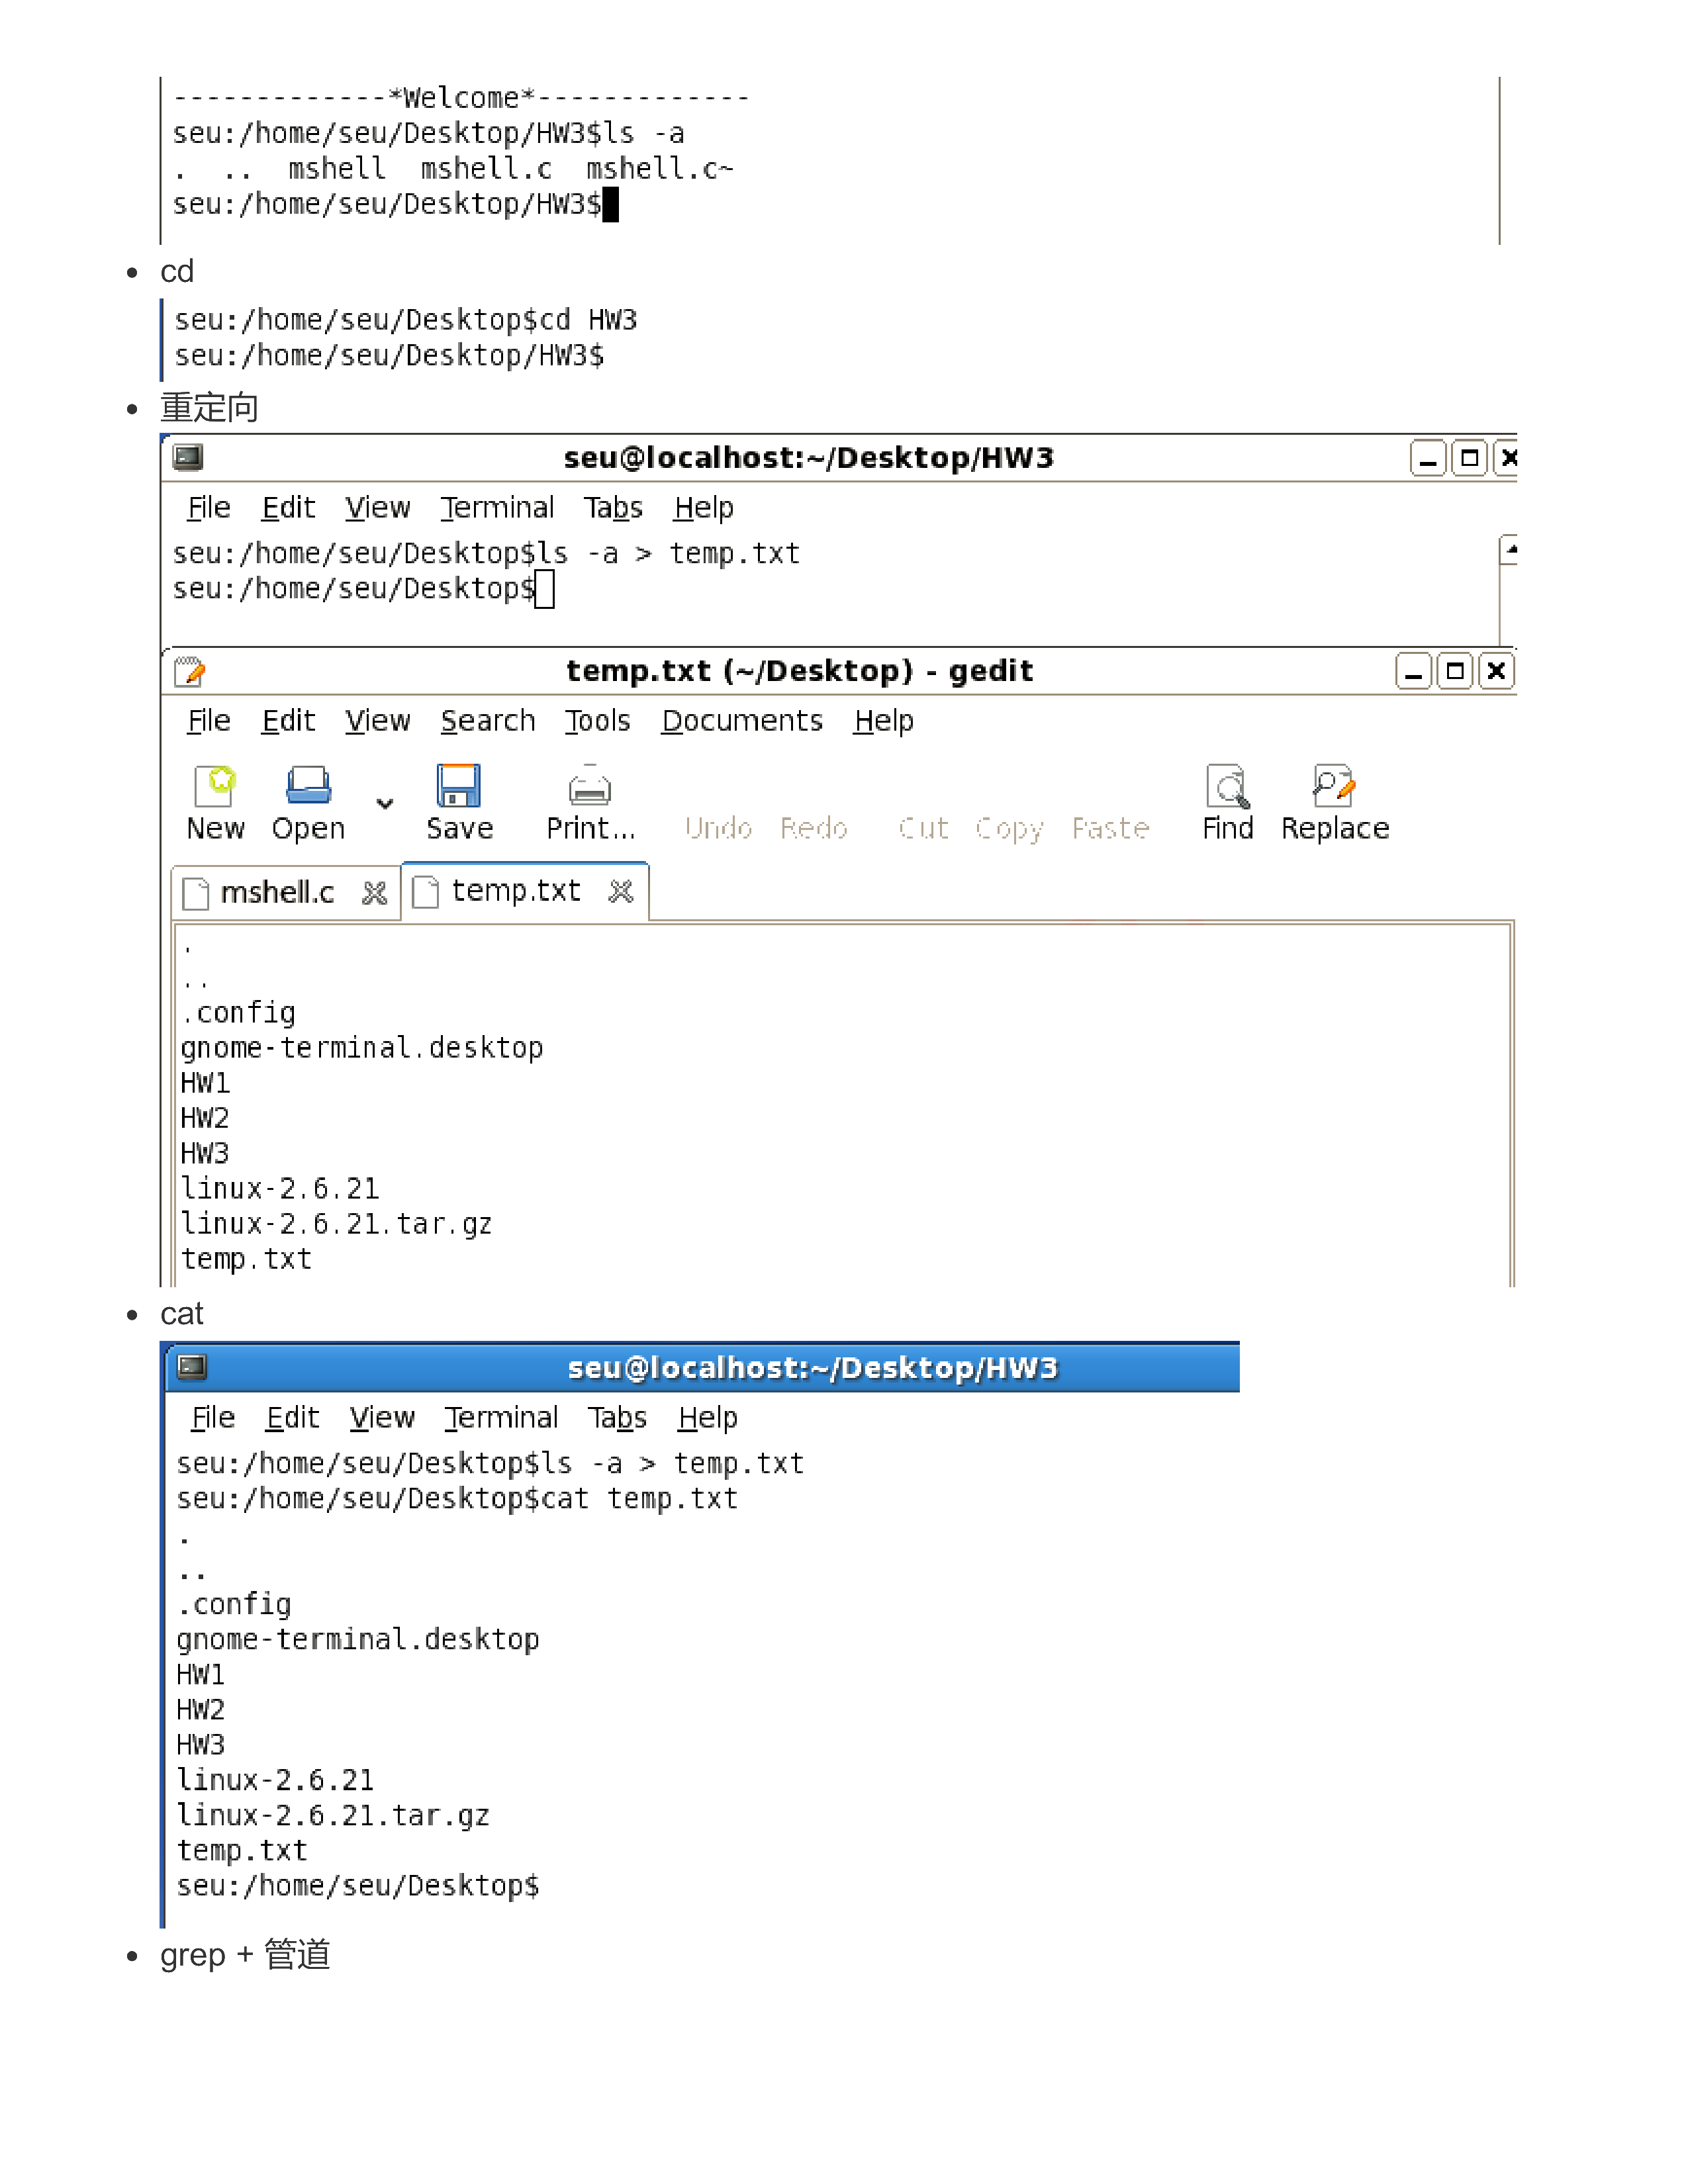 -------------*Welcome*-------------
seu:/home/seu/Desktop/HW3$ls -a
.  ..  mshell  mshell.c  mshell.c~
seu:/home/seu/Desktop/HW3$
• cd
seu:/home/seu/Desktop$cd HW3
seu:/home/seu/Desktop/HW3$
• 重定向
seu@localhost:~/Desktop/HW3
File Edit View Terminal Tabs Help
seu:/home/seu/Desktop$ls -a > temp.txt
seu:/home/seu/Desktop$
temp.txt (~/Desktop) - gedit
File Edit View Search Tools Documents Help
New Open Save Print... Undo Redo Cut Copy Paste Find Replace
mshell.c temp.txt
.
..
.config
gnome-terminal.desktop
HW1
HW2
HW3
linux-2.6.21
linux-2.6.21.tar.gz
temp.txt
• cat
seu@localhost:~/Desktop/HW3
File Edit View Terminal Tabs Help
seu:/home/seu/Desktop$ls -a > temp.txt
seu:/home/seu/Desktop$cat temp.txt
.
..
.config
gnome-terminal.desktop
HW1
HW2
HW3
linux-2.6.21
linux-2.6.21.tar.gz
temp.txt
seu:/home/seu/Desktop$
• grep + 管道